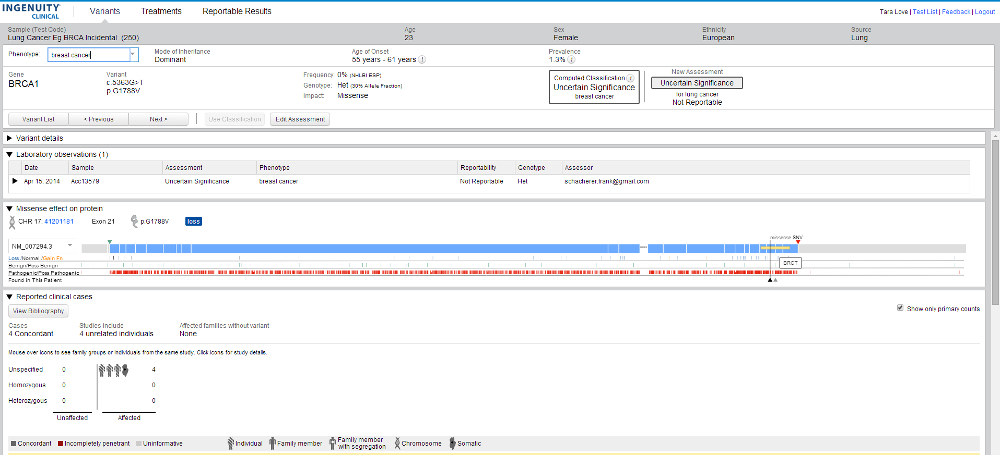 INGENUITY
CLINICAL
Variants Treatments Reportable Results
Tara Love | Test List | Feedback | Logout
Sample (Test Code) Age Sex Ethnicity Source
Lung Cancer Eg BRCA Incidental (250) 23 Female European Lung
Phenotype: breast cancer
Mode of Inheritance Age of Onset Prevalence
Dominant 55 years - 61 years i 1.3% i
Gene Variant
BRCA1 c.5363G>T
p.G1788V
Frequency: 0% (NHLBI ESP)
Genotype: Het (30% Allele Fraction)
Impact: Missense
Computed Classification i
Uncertain Significance
breast cancer
New Assessment
Uncertain Significance
for lung cancer
Not Reportable
Variant List < Previous Next > Use Classification Edit Assessment
Variant details
Laboratory observations (1)
Date Sample Assessment Phenotype Reportability Genotype Assessor
Apr 15, 2014 Acc13579 Uncertain Significance breast cancer Not Reportable Het schacherer.frank@gmail.com
Missense effect on protein
CHR 17: 41201181 Exon 21 p.G1788V loss
missense SNV
NM_007294.3
Loss /Normal /Gain Fn
Benign/Poss Benign
BRCT
Pathogenic/Poss Pathogenic
Found in This Patient
Reported clinical cases
View Bibliography Show only primary counts
Cases Studies include Affected families without variant
4 Concordant 4 unrelated individuals None
Mouse over icons to see family groups or individuals from the same study. Click icons for study details.
Unspecified 0 4
Homozygous 0 0
Heterozygous 0 0
Unaffected Affected
Concordant Incompletely penetrant Uninformative Individual Family member Family member with segregation Chromosome Somatic